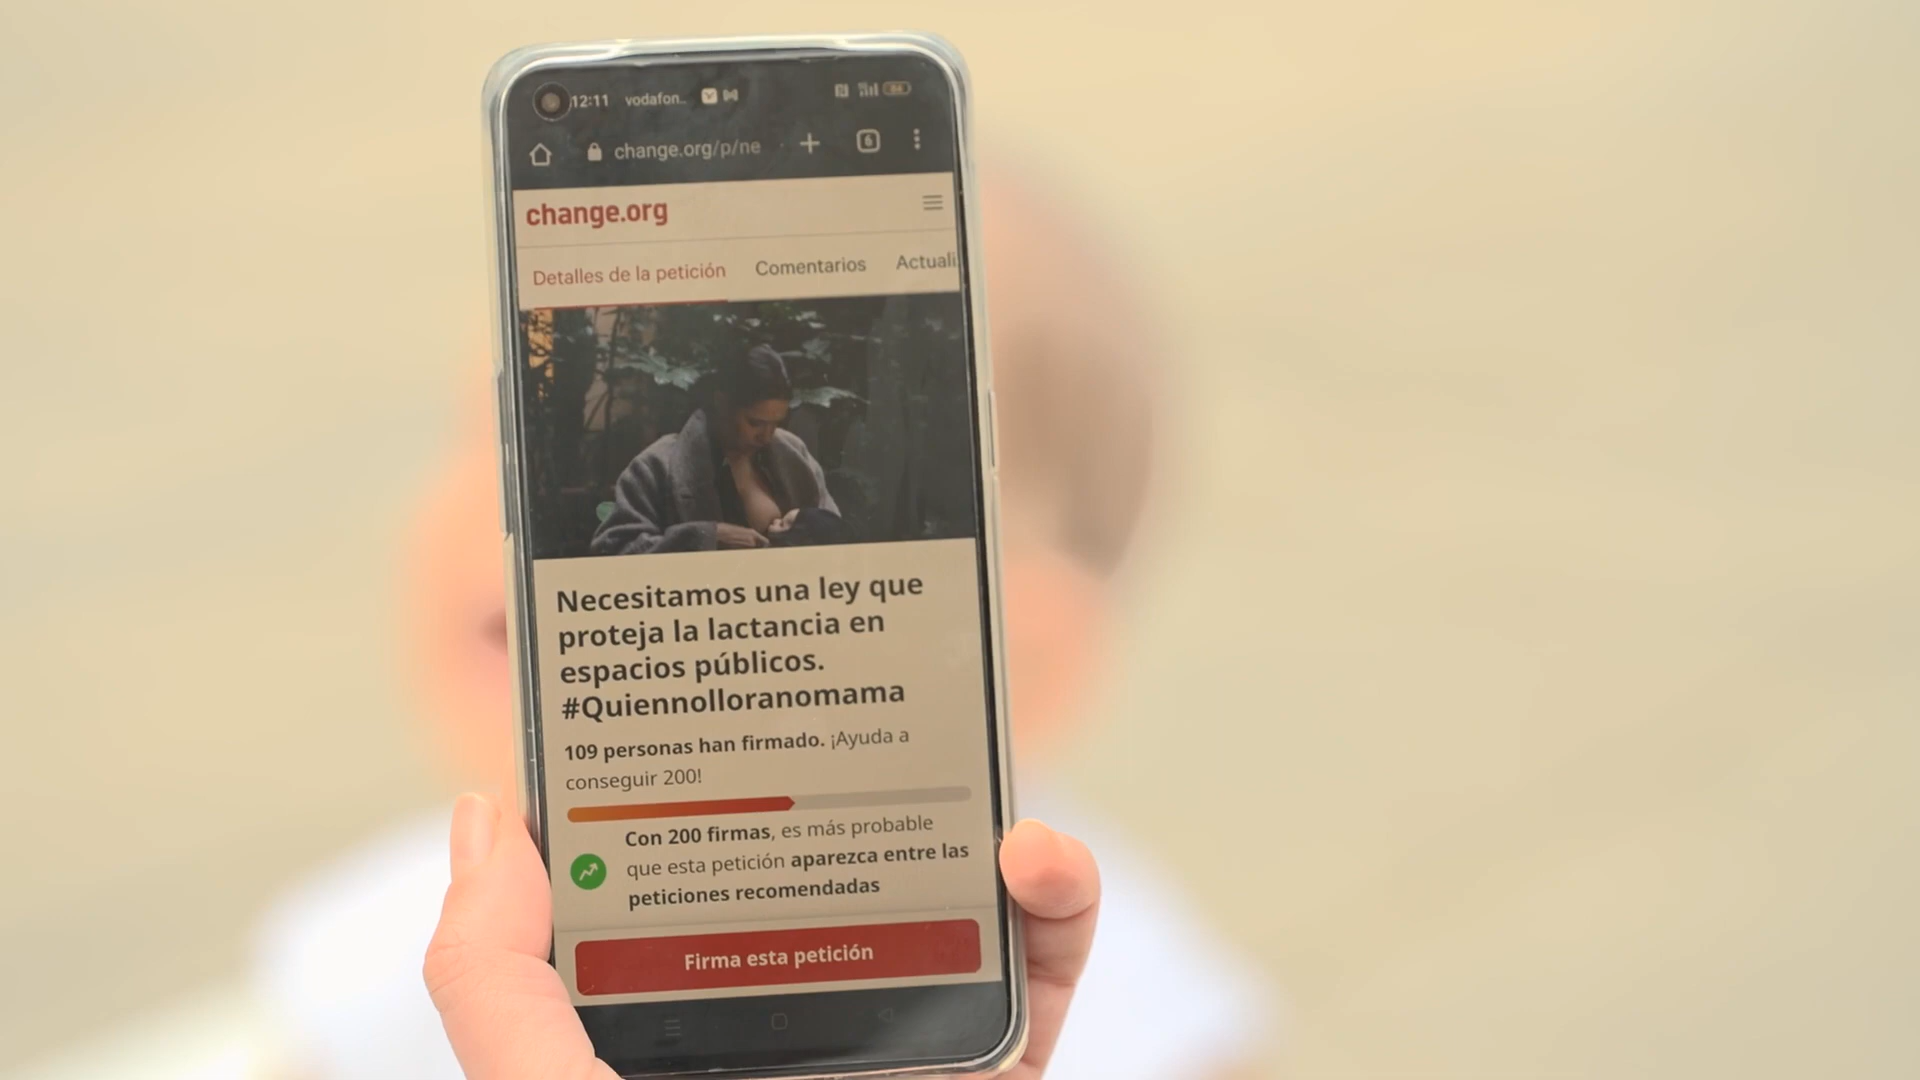 12:11 vodafon..
change.org/p/ne
6
change.org
Detalles de la petición Comentarios Actuali
Necesitamos una ley que
proteja la lactancia en
espacios públicos.
#Quiennolloranomama
109 personas han firmado. ¡Ayuda a
conseguir 200!
Con 200 firmas, es más probable
que esta petición aparezca entre las
peticiones recomendadas
Firma esta petición